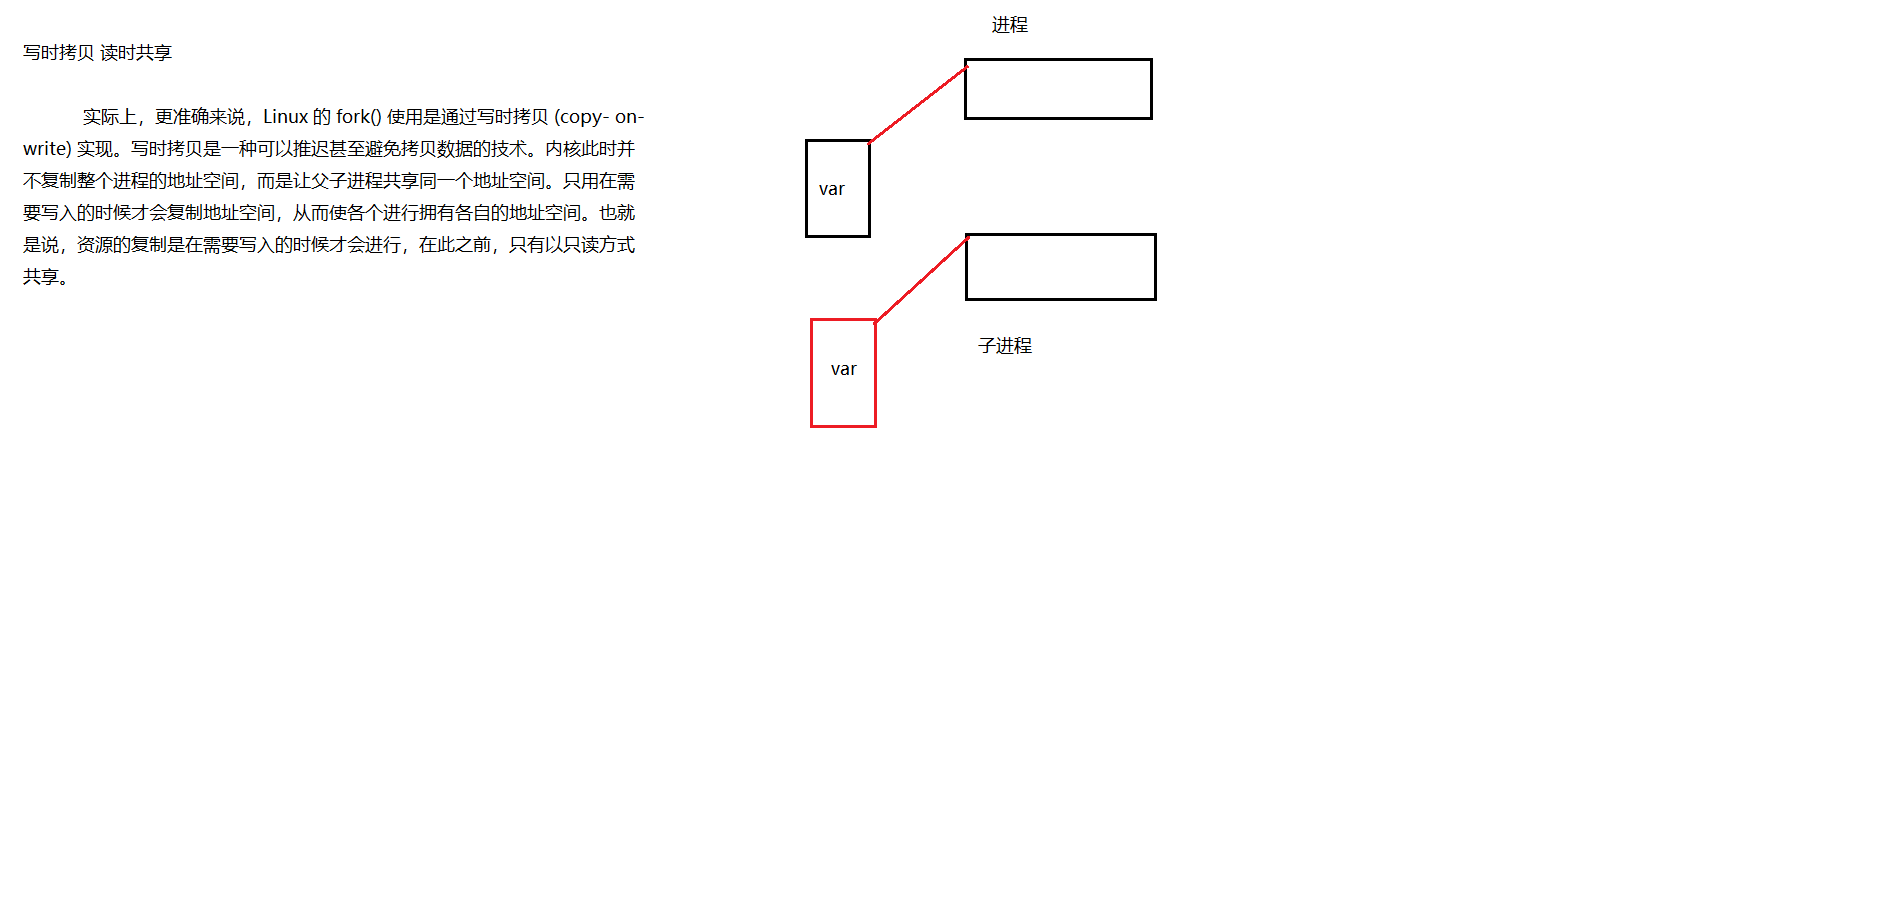 写时拷贝 读时共享
实际上，更准确来说，Linux 的 fork() 使用是通过写时拷贝 (copy- on-
write) 实现。写时拷贝是一种可以推迟甚至避免拷贝数据的技术。内核此时并
不复制整个进程的地址空间，而是让父子进程共享同一个地址空间。只用在需
要写入的时候才会复制地址空间，从而使各个进行拥有各自的地址空间。也就
是说，资源的复制是在需要写入的时候才会进行，在此之前，只有以只读方式
共享。
进程
var
var
子进程